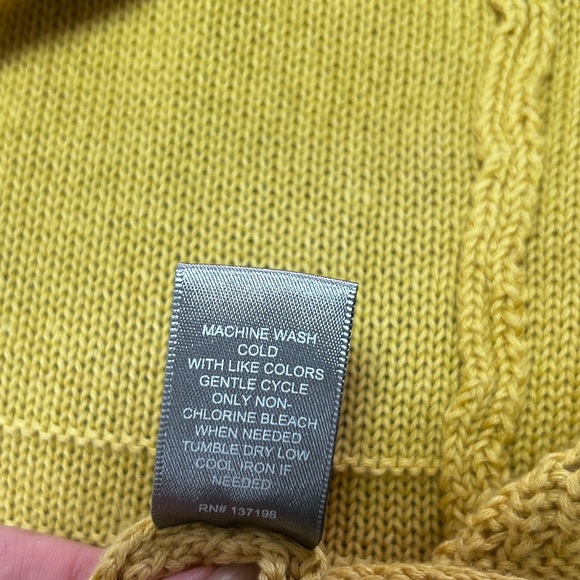 MACHINE WASH
COLD
WITH LIKE COLORS
GENTLE CYCLE
ONLY NON-
CHLORINE BLEACH
WHEN NEEDED
TUMBLE DRY LOW
COOL IRON IF
NEEDED
RN# 137198